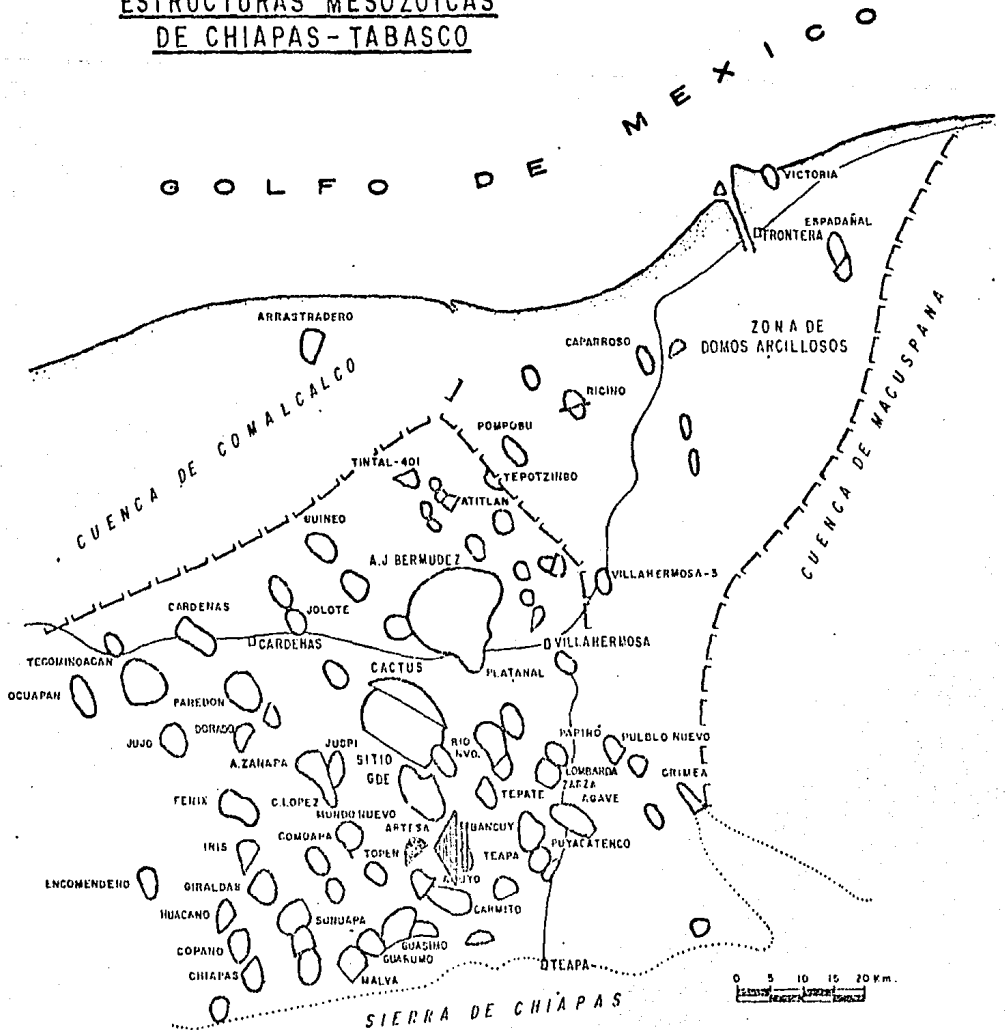 ESTRUCTURAS MESOZOICAS
DE CHIAPAS-TABASCO
GOLFO DE MEXICO
VICTORIA
FRONTERA
ESPADAÑAL
ARRASTRADERO
CAPARROSO
ZONA DE
DOMOS ARCILLOSOS
RICINO
CUENCA DE COMALCALCO
CUENCA DE MACUSPANA
POMPOBU
TINTAL-401
TEPOTZINGO
ATITLAN
GUINEO
A.J BERMUDEZ
VILLAHERMOSA-3
CARDENAS
JOLOTE
CARDENAS
VILLAHERMOSA
TECOMINOACAN
CACTUS
PLATANAL
OGUAPAN
PAREDON
JUJO
DORADO
JUSPI
RIO
NVO.
PUEBLO NUEVO
A.ZANAPA
SITIO
GDE
LOMBARDA
CRIMEA
FENIX
C.LOPEZ
TEPATE
ZARZA
AGAVE
MUNDO NUEVO
ARTESA
IRIS
COMOAPA
TOPEN
TEAPA
PUYACATENCO
ENCOMENDERO
GIRALDAS
CARMITO
HUACANO
SUNUAPA
GUASIMO
COPANO
GUARUMO
CHIAPAS
MALVA
TEAPA
0 5 10 15 20 Km.
SIERRA DE CHIAPAS